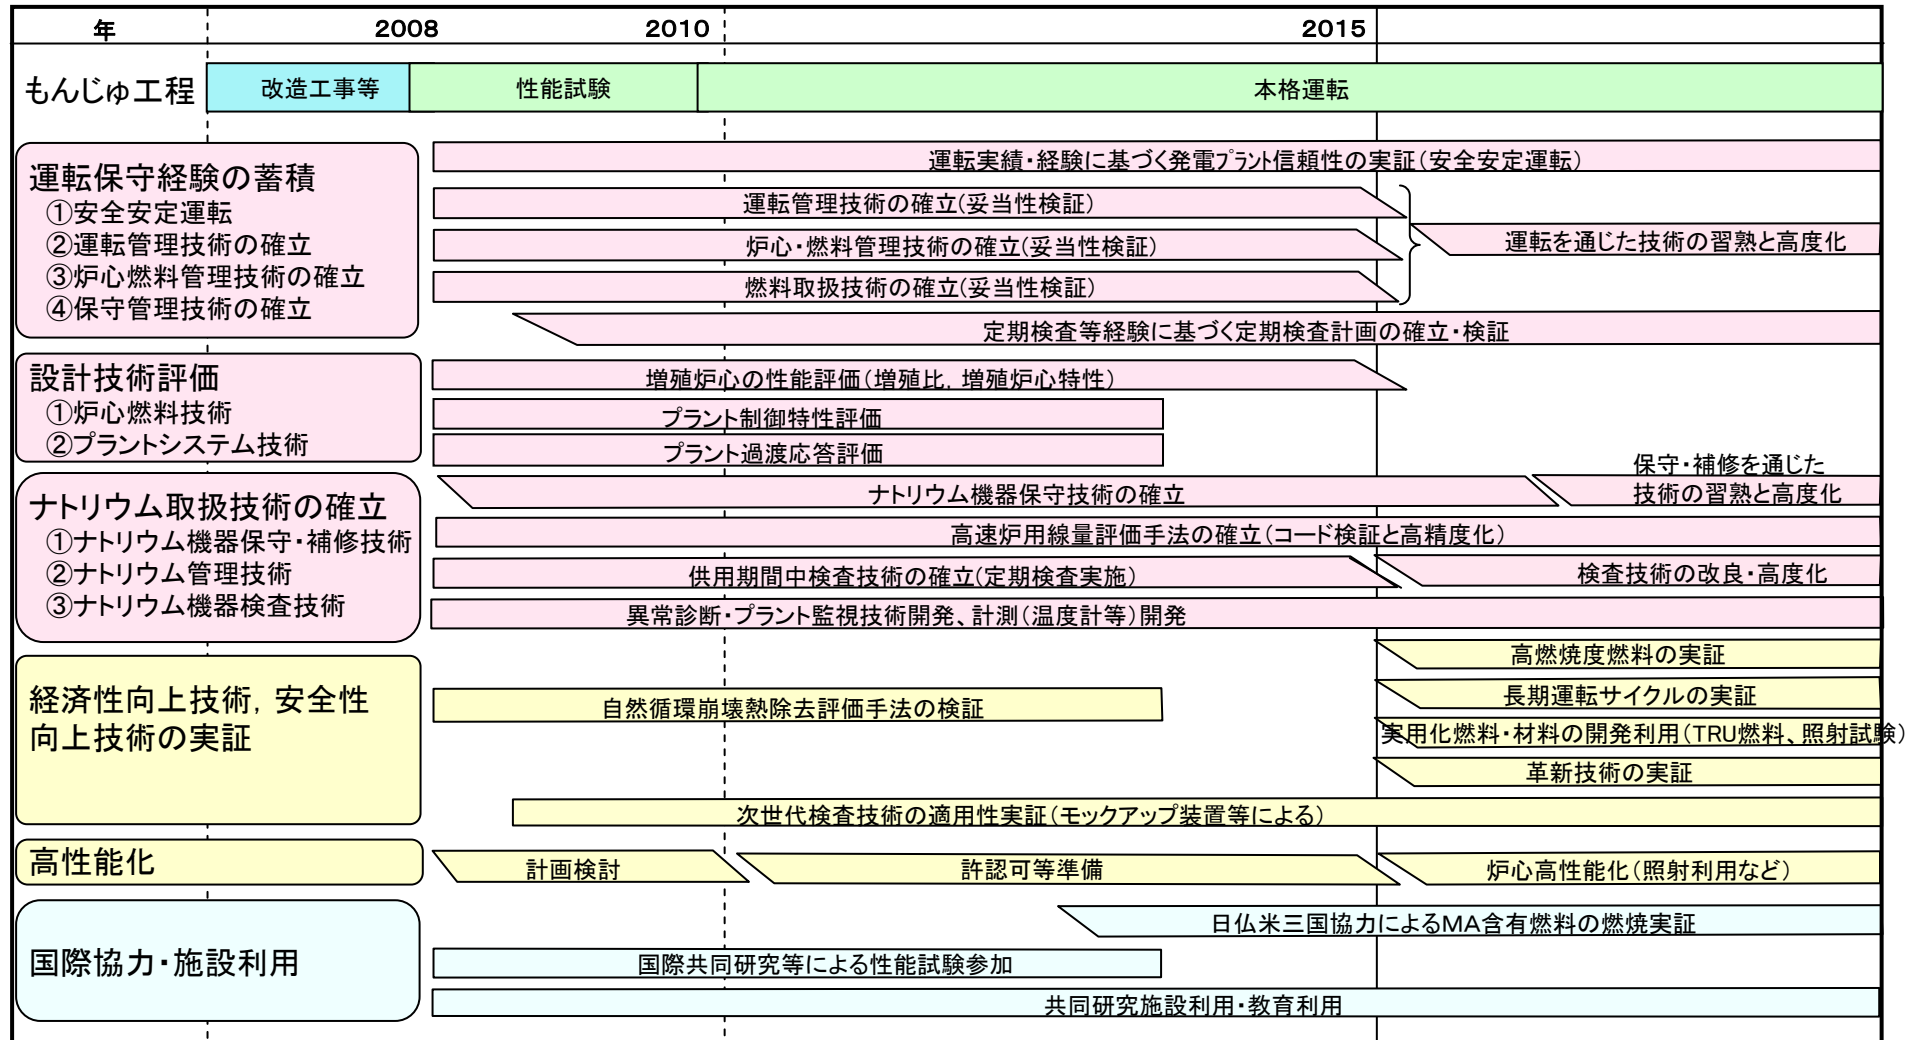 年 2008 2010 2015
もんじゅ工程 改造工事等 性能試験 本格運転
運転保守経験の蓄積
①安全安定運転
②運転管理技術の確立
③炉心燃料管理技術の確立
④保守管理技術の確立
運転実績・経験に基づく発電プラント信頼性の実証(安全安定運転)
運転管理技術の確立(妥当性検証)
炉心・燃料管理技術の確立(妥当性検証)
運転を通じた技術の習熟と高度化
燃料取扱技術の確立(妥当性検証)
定期検査等経験に基づく定期検査計画の確立・検証
設計技術評価
①炉心燃料技術
②プラントシステム技術
増殖炉心の性能評価(増殖比, 増殖炉心特性)
プラント制御特性評価
プラント過渡応答評価
ナトリウム取扱技術の確立
①ナトリウム機器保守・補修技術
②ナトリウム管理技術
③ナトリウム機器検査技術
ナトリウム機器保守技術の確立
保守・補修を通じた
技術の習熟と高度化
高速炉用線量評価手法の確立(コード検証と高精度化)
供用期間中検査技術の確立(定期検査実施)
検査技術の改良・高度化
異常診断・プラント監視技術開発、計測(温度計等)開発
経済性向上技術, 安全性
向上技術の実証
高燃焼度燃料の実証
長期運転サイクルの実証
自然循環崩壊熱除去評価手法の検証
実用化燃料・材料の開発利用(TRU燃料、照射試験)
革新技術の実証
次世代検査技術の適用性実証(モックアップ装置等による)
高性能化
計画検討
許認可等準備
炉心高性能化(照射利用など)
国際協力・施設利用
日仏米三国協力によるMA含有燃料の燃焼実証
国際共同研究等による性能試験参加
共同研究施設利用・教育利用